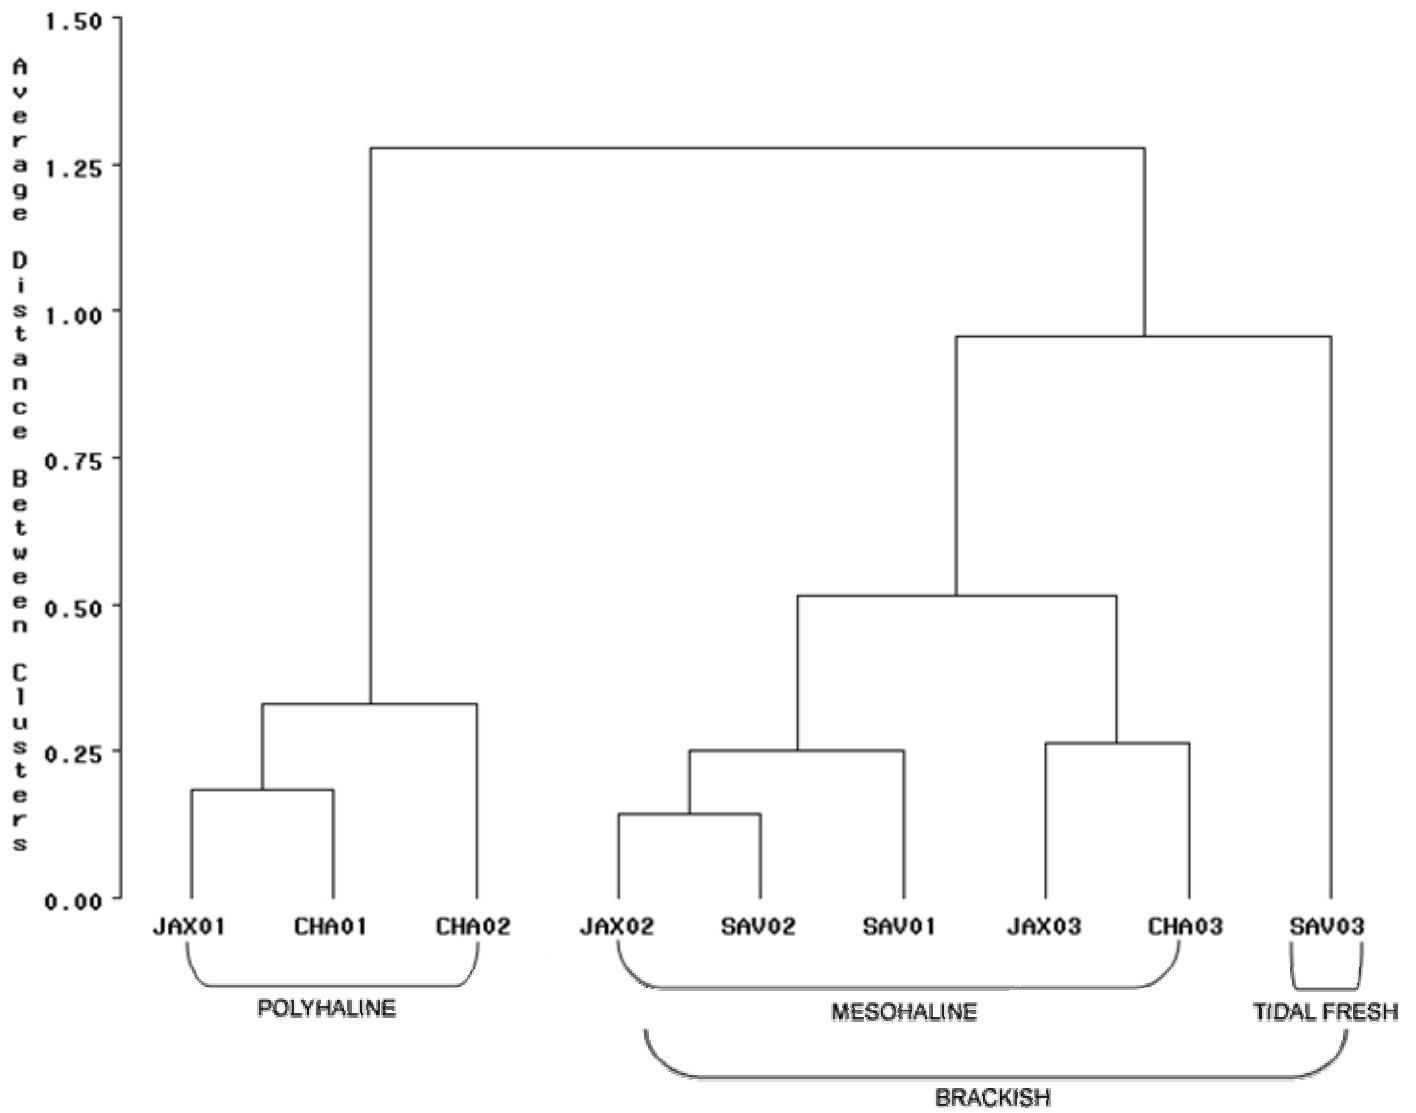 Average Distance Between Clusters
1.50
1.25
1.00
0.75
0.50
0.25
0.00
JAX01 CHA01 CHA02 JAX02 SAV02 SAV01 JAX03 CHA03 SAV03
POLYHALINE MESOHALINE TIDAL FRESH
BRACKISH